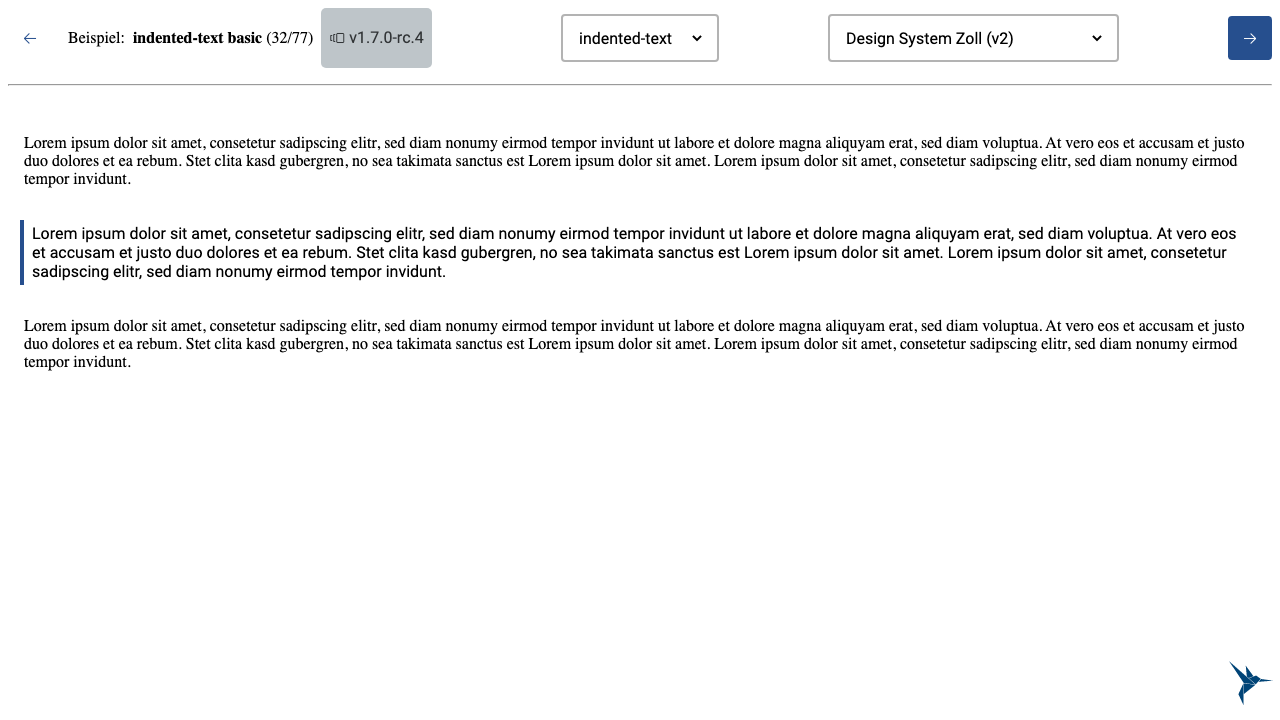 Beispiel: indented-text basic (32/77) v1.7.0-rc.4 indented-text Design System Zoll (v2)
Lorem ipsum dolor sit amet, consetetur sadipscing elitr, sed diam nonumy eirmod tempor invidunt ut labore et dolore magna aliquyam erat, sed diam voluptua. At vero eos et accusam et justo
duo dolores et ea rebum. Stet clita kasd gubergren, no sea takimata sanctus est Lorem ipsum dolor sit amet. Lorem ipsum dolor sit amet, consetetur sadipscing elitr, sed diam nonumy eirmod
tempor invidunt.
Lorem ipsum dolor sit amet, consetetur sadipscing elitr, sed diam nonumy eirmod tempor invidunt ut labore et dolore magna aliquyam erat, sed diam voluptua. At vero eos
et accusam et justo duo dolores et ea rebum. Stet clita kasd gubergren, no sea takimata sanctus est Lorem ipsum dolor sit amet. Lorem ipsum dolor sit amet, consetetur
sadipscing elitr, sed diam nonumy eirmod tempor invidunt.
Lorem ipsum dolor sit amet, consetetur sadipscing elitr, sed diam nonumy eirmod tempor invidunt ut labore et dolore magna aliquyam erat, sed diam voluptua. At vero eos et accusam et justo
duo dolores et ea rebum. Stet clita kasd gubergren, no sea takimata sanctus est Lorem ipsum dolor sit amet. Lorem ipsum dolor sit amet, consetetur sadipscing elitr, sed diam nonumy eirmod
tempor invidunt.